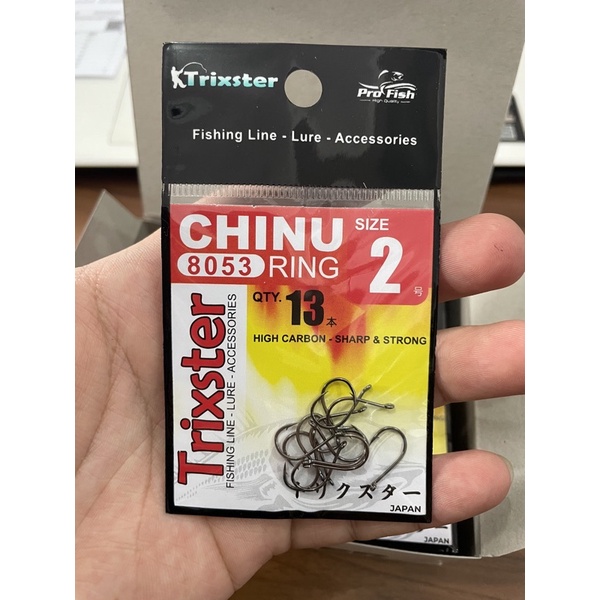 Trixster
Pro Fish
High Quality
Fishing Line - Lure - Accessories
CHINU
8053 RING
SIZE
2
号
QTY. 13 本
HIGH CARBON - SHARP & STRONG
Trixster
FISHING LINE - LURE - ACCESSORIES
トリクスター
JAPAN
JAPAN